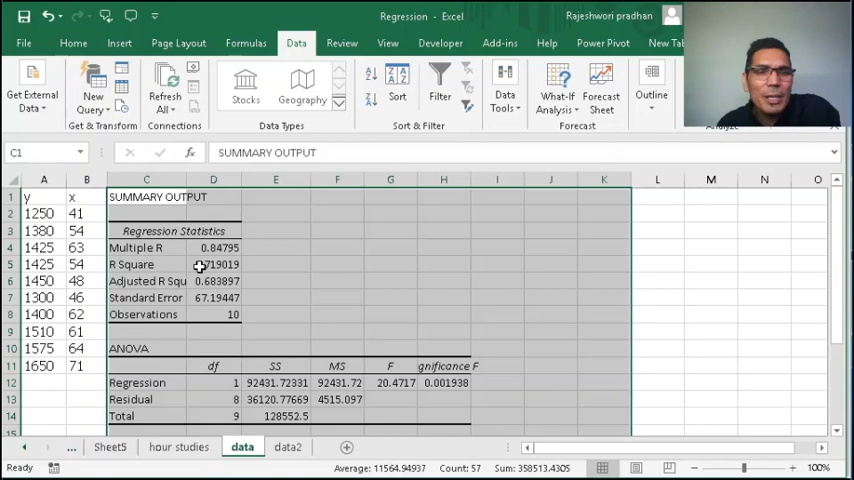 Regression - Excel
Rajeshwori pradhan
File Home Insert Page Layout Formulas Data Review View Developer Add-ins Help Power Pivot New Tab
Get External Data
New Query
Refresh All
Stocks
Geography
Sort
Filter
Data Tools
What-If Analysis
Forecast Sheet
Outline
Get & Transform
Connections
Data Types
Sort & Filter
Forecast
C1
fx
SUMMARY OUTPUT
A B C D E F G H I J K L M N O
1 y x SUMMARY OUTPUT
2 1250 41
3 1380 54 Regression Statistics
4 1425 63 Multiple R 0.84795
5 1425 54 R Square 719019
6 1450 48 Adjusted R Squ 0.683897
7 1300 46 Standard Error 67.19447
8 1400 62 Observations 10
9 1510 61
10 1575 64 ANOVA
11 1650 71 df SS MS F gnificance F
12 Regression 1 92431.72331 92431.72 20.4717 0.001938
13 Residual 8 36120.77669 4515.097
14 Total 9 128552.5
15
... Sheet5 hour studies data data2
Ready
Average: 11564.94937 Count: 57 Sum: 358513.4305
100%